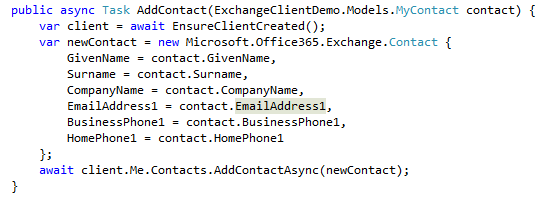 public async Task AddContact(ExchangeClientDemo.Models.MyContact contact) {
    var client = await EnsureClientCreated();
    var newContact = new Microsoft.Office365.Exchange.Contact {
        GivenName = contact.GivenName,
        Surname = contact.Surname,
        CompanyName = contact.CompanyName,
        EmailAddress1 = contact.EmailAddress1,
        BusinessPhone1 = contact.BusinessPhone1,
        HomePhone1 = contact.HomePhone1
    };
    await client.Me.Contacts.AddContactAsync(newContact);
}